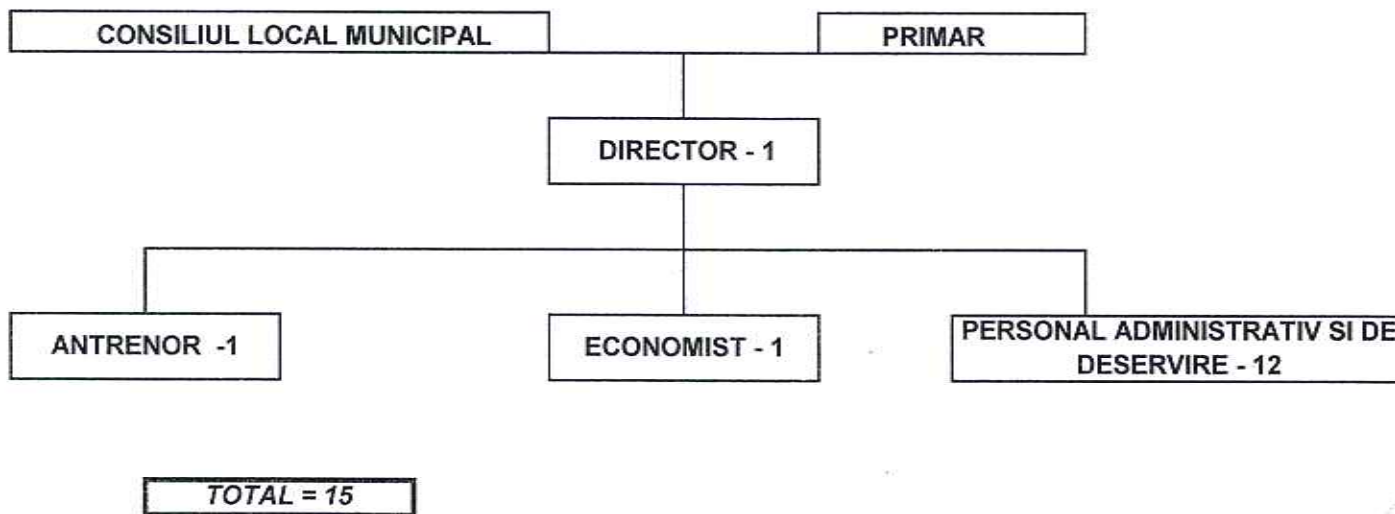 CONSILIUL LOCAL MUNICIPAL
PRIMAR
DIRECTOR - 1
ANTRENOR -1
ECONOMIST - 1
PERSONAL ADMINISTRATIV SI DE
DESERVIRE - 12
TOTAL = 15